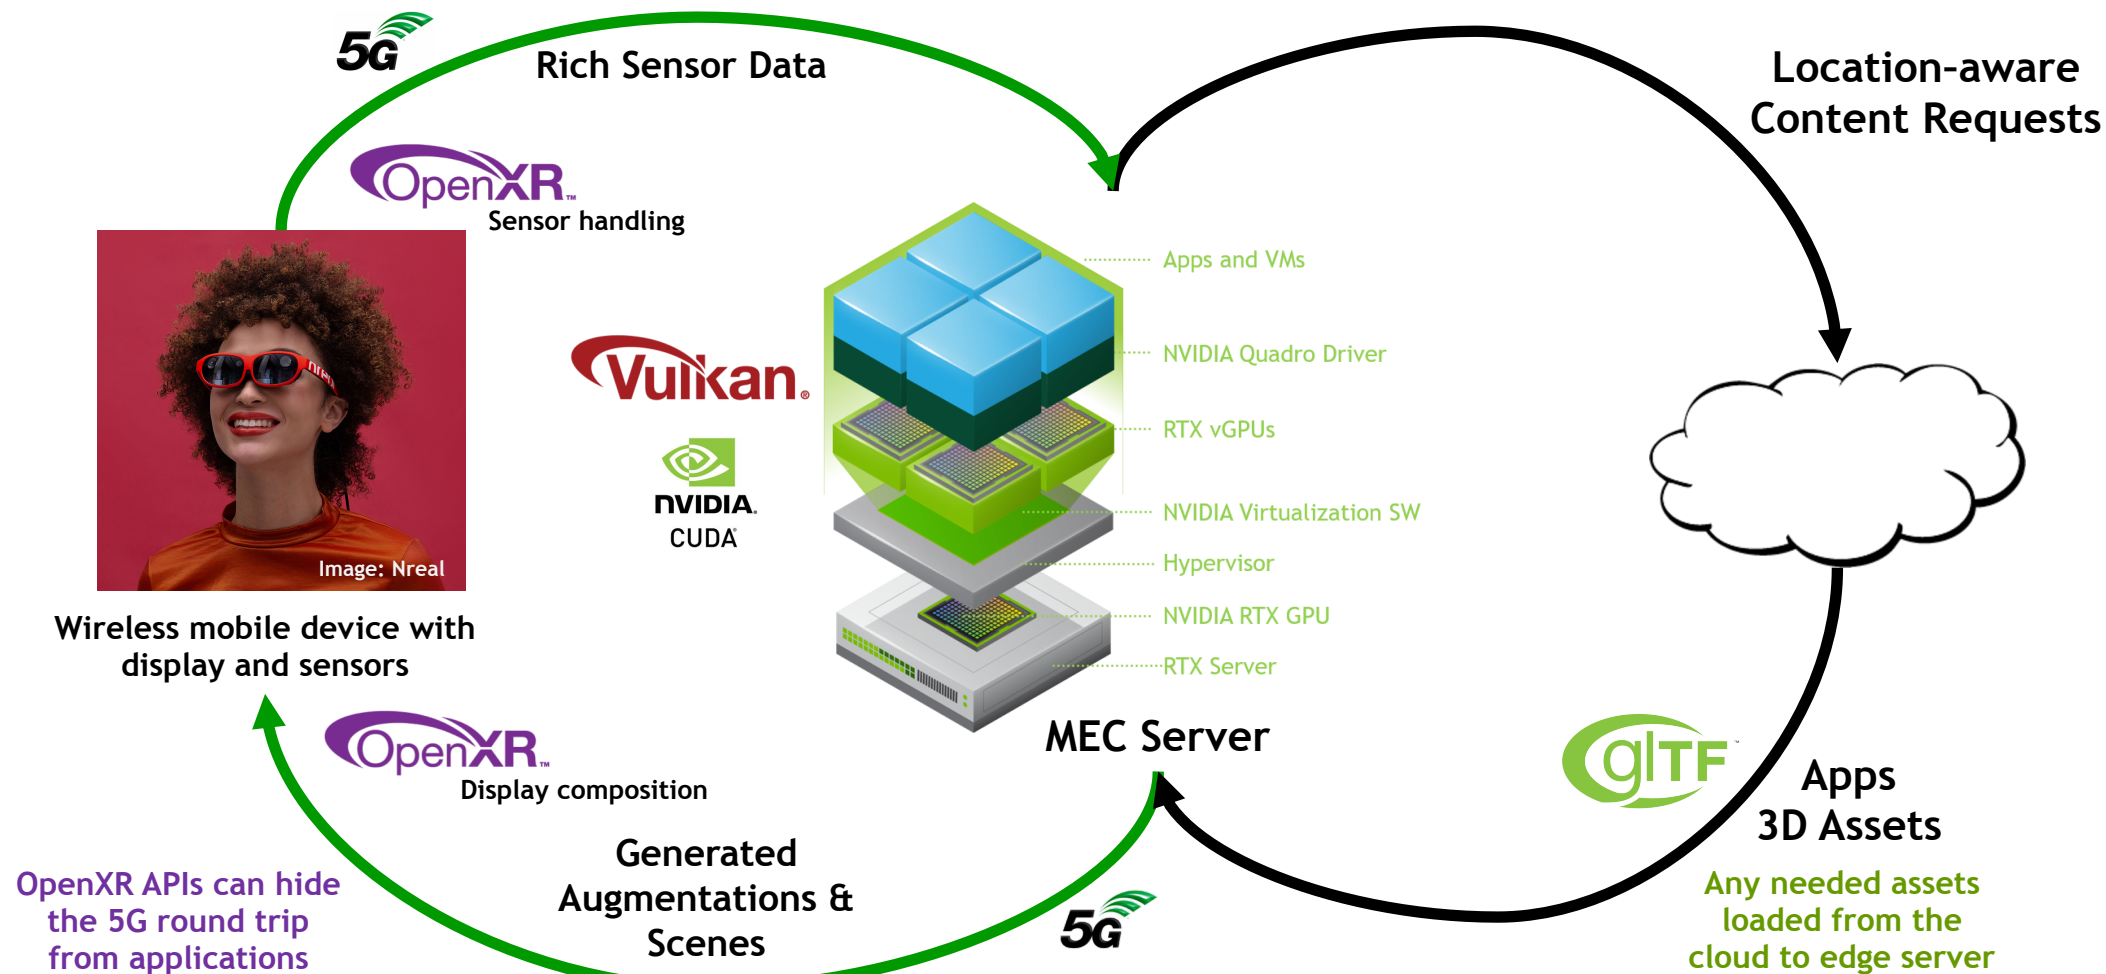 5G
Rich Sensor Data
Location-aware
Content Requests
OpenXR™
Sensor handling
Apps and VMs
NVIDIA Quadro Driver
Vulkan®
RTX vGPUs
NVIDIA.
CUDA®
NVIDIA Virtualization SW
Hypervisor
Image: Nreal
NVIDIA RTX GPU
RTX Server
Wireless mobile device with
display and sensors
MEC Server
OpenXR™
Display composition
glTF™
Apps
3D Assets
Generated
Augmentations &
Scenes
5G
OpenXR APIs can hide
the 5G round trip
from applications
Any needed assets
loaded from the
cloud to edge server